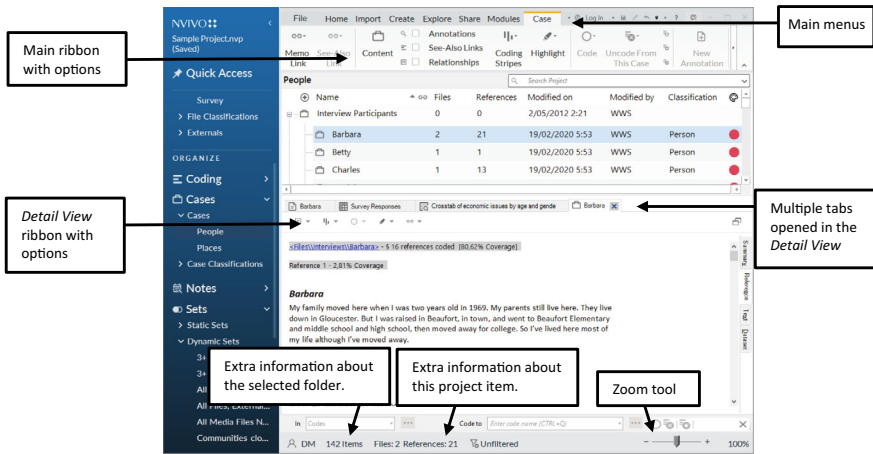 Main ribbon
with options
Detail View
ribbon with
options
Main menus
Multiple tabs
opened in the
Detail View
Extra information about
the selected folder.
Extra information about
this project item.
Zoom tool
NVIVO
Sample Project.nvp
(Saved)
Quick Access
Survey
> File Classifications
> Externals
ORGANIZE
Coding >
Cases
Cases
People
Places
> Case Classifications
Notes >
Sets
> Static Sets
Dynamic Sets
3+
3+
All
All Files, External...
All Media Files N...
Communities clo...
File Home Import Create Explore Share Modules Case Log In
Memo
Link
See-Also
Link
Content
Annotations
See-Also Links
Relationships
Coding
Stripes
Highlight
Code
Uncode From
This Case
New
Annotation
People
Search Project
Name Files References Modified on Modified by Classification
Interview Participants 0 0 2/05/2012 2:21 WWS
Barbara 2 21 19/02/2020 5:53 WWS Person
Betty 1 1 19/02/2020 5:53 WWS Person
Charles 1 13 19/02/2020 5:53 WWS Person
Barbara Survey Responses Crosstab of economic issues by age and gende Barbara
<Files\\Interviews\\Barbara> - § 16 references coded [80,62% Coverage]
Reference 1 - 2,81% Coverage
Barbara
My family moved here when I was two years old in 1969. My parents still live here. They live
down in Gloucester. But I was raised in Beaufort, in town, and went to Beaufort Elementary
and middle school and high school, then moved away for college. So I've lived here most of
my life although I've moved away.
Summary
Reference
Text
Dataset
In Codes Code to Enter code name (CTRL+Q)
DM 142 Items Files: 2 References: 21 Unfiltered 100%